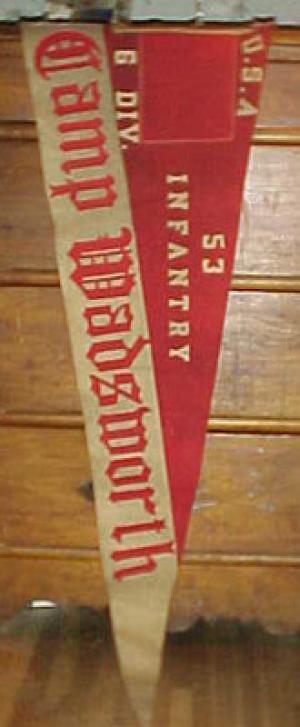 Camp Wadsworth
6 DIV.
U.S.A
53
INFANTRY